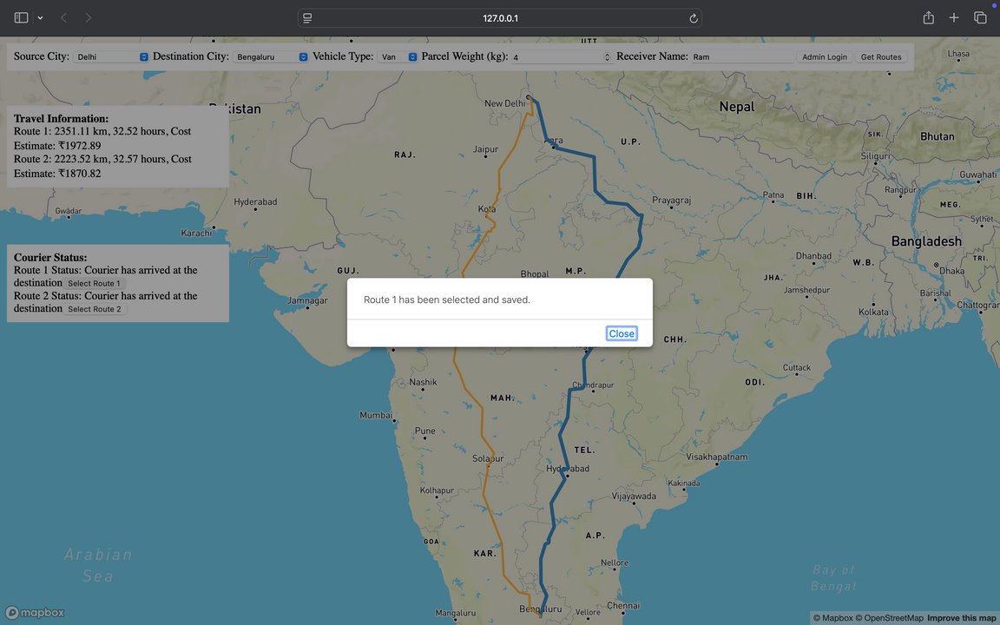 127.0.0.1
Source City: Delhi Destination City: Bengaluru Vehicle Type: Van Parcel Weight (kg): 4 Receiver Name: Ram Admin Login Get Routes
Travel Information:
Route 1: 2351.11 km, 32.52 hours, Cost
Estimate: ₹1972.89
Route 2: 2223.52 km, 32.57 hours, Cost
Estimate: ₹1870.82
Courier Status:
Route 1 Status: Courier has arrived at the
destination Select Route 1
Route 2 Status: Courier has arrived at the
destination Select Route 2
Route 1 has been selected and saved.
Close
UTT
Lhasa
New Delhi
Nepal
SIK.
Bhutan
U.P.
Jaipur
RAJ.
Siliguri
Guwahati
Rangpur
Prayagraj
Patna
BIH.
MEG.
Hyderabad
Kota
Gwadar
Sylhet
Karachi
Bangladesh
Dhanbad
W.B.
TRI.
GUJ.
Bhopal
M.P.
Dhaka
JHA.
Jamshedpur
Barishal
Jamnagar
Kolkata
CHH.
Cuttack
Nashik
Chandrapur
ODI.
MAH.
Mumbai
Pune
TEL.
Solapur
Visakhapatnam
Hyderabad
Kakinada
Kolhapur
Vijayawada
GOA
A.P.
KAR.
Arabian
Sea
Nellore
Bay of
Bengal
Bengaluru
Chennai
Mangaluru
Vellore
mapbox
© Mapbox © OpenStreetMap Improve this map